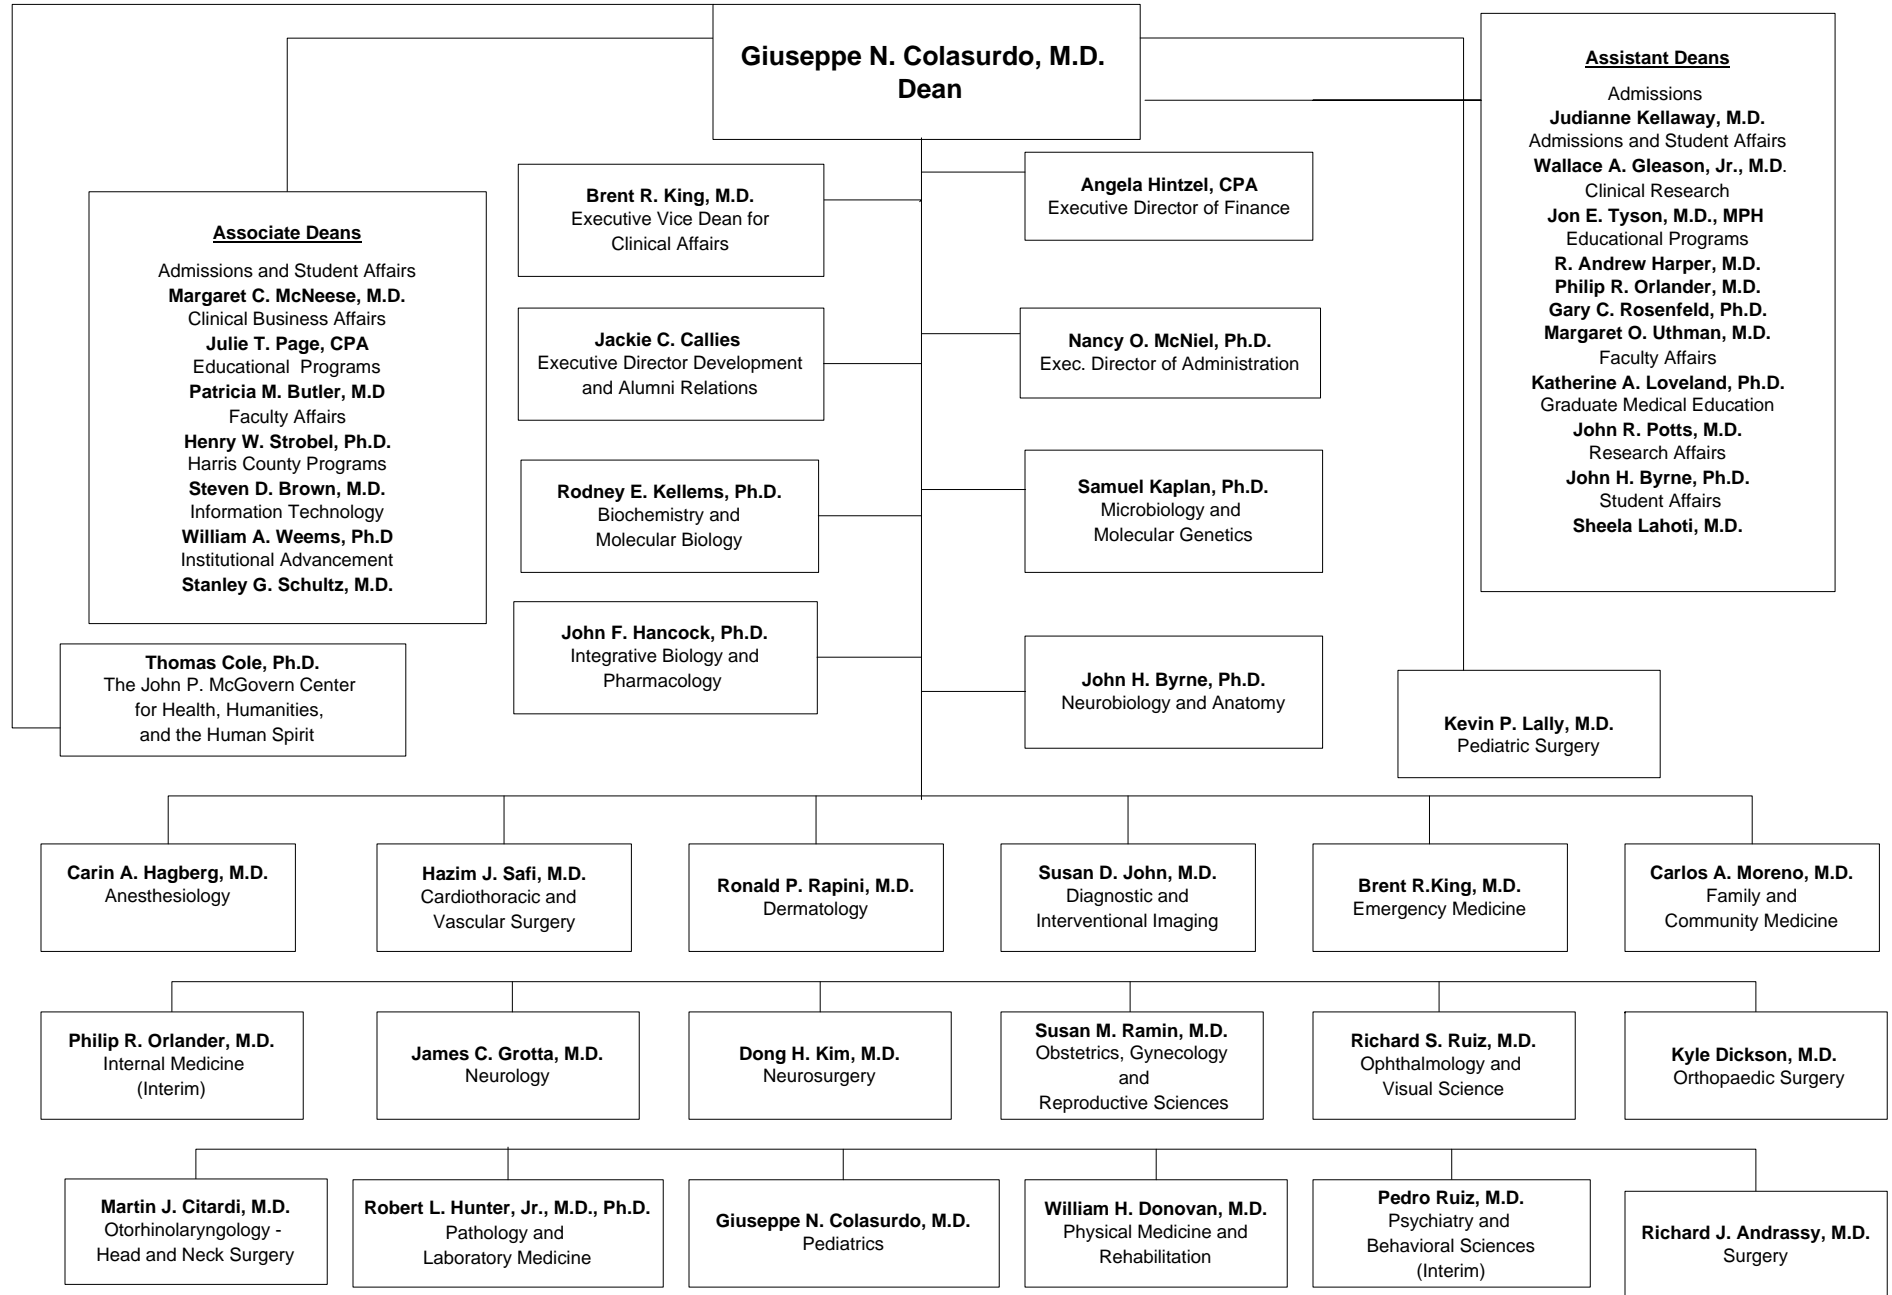 Giuseppe N. Colasurdo, M.D.
Dean
Assistant Deans
Admissions
Judianne Kellaway, M.D.
Admissions and Student Affairs
Wallace A. Gleason, Jr., M.D.
Clinical Research
Jon E. Tyson, M.D., MPH
Educational Programs
R. Andrew Harper, M.D.
Philip R. Orlander, M.D.
Gary C. Rosenfeld, Ph.D.
Margaret O. Uthman, M.D.
Faculty Affairs
Katherine A. Loveland, Ph.D.
Graduate Medical Education
John R. Potts, M.D.
Research Affairs
John H. Byrne, Ph.D.
Student Affairs
Sheela Lahoti, M.D.
Associate Deans
Admissions and Student Affairs
Margaret C. McNeese, M.D.
Clinical Business Affairs
Julie T. Page, CPA
Educational  Programs
Patricia M. Butler, M.D
Faculty Affairs
Henry W. Strobel, Ph.D.
Harris County Programs
Steven D. Brown, M.D.
Information Technology
William A. Weems, Ph.D
Institutional Advancement
Stanley G. Schultz, M.D.
Brent R. King, M.D.
Executive Vice Dean for
Clinical Affairs
Angela Hintzel, CPA
Executive Director of Finance
Jackie C. Callies
Executive Director Development
and Alumni Relations
Nancy O. McNiel, Ph.D.
Exec. Director of Administration
Rodney E. Kellems, Ph.D.
Biochemistry and
Molecular Biology
Samuel Kaplan, Ph.D.
Microbiology and
Molecular Genetics
John F. Hancock, Ph.D.
Integrative Biology and
Pharmacology
John H. Byrne, Ph.D.
Neurobiology and Anatomy
Thomas Cole, Ph.D.
The John P. McGovern Center
for Health, Humanities,
and the Human Spirit
Kevin P. Lally, M.D.
Pediatric Surgery
Carin A. Hagberg, M.D.
Anesthesiology
Hazim J. Safi, M.D.
Cardiothoracic and
Vascular Surgery
Ronald P. Rapini, M.D.
Dermatology
Susan D. John, M.D.
Diagnostic and
Interventional Imaging
Brent R.King, M.D.
Emergency Medicine
Carlos A. Moreno, M.D.
Family and
Community Medicine
Philip R. Orlander, M.D.
Internal Medicine
(Interim)
James C. Grotta, M.D.
Neurology
Dong H. Kim, M.D.
Neurosurgery
Susan M. Ramin, M.D.
Obstetrics, Gynecology
and
Reproductive Sciences
Richard S. Ruiz, M.D.
Ophthalmology and
Visual Science
Kyle Dickson, M.D.
Orthopaedic Surgery
Martin J. Citardi, M.D.
Otorhinolaryngology -
Head and Neck Surgery
Robert L. Hunter, Jr., M.D., Ph.D.
Pathology and
Laboratory Medicine
Giuseppe N. Colasurdo, M.D.
Pediatrics
William H. Donovan, M.D.
Physical Medicine and
Rehabilitation
Pedro Ruiz, M.D.
Psychiatry and
Behavioral Sciences
(Interim)
Richard J. Andrassy, M.D.
Surgery